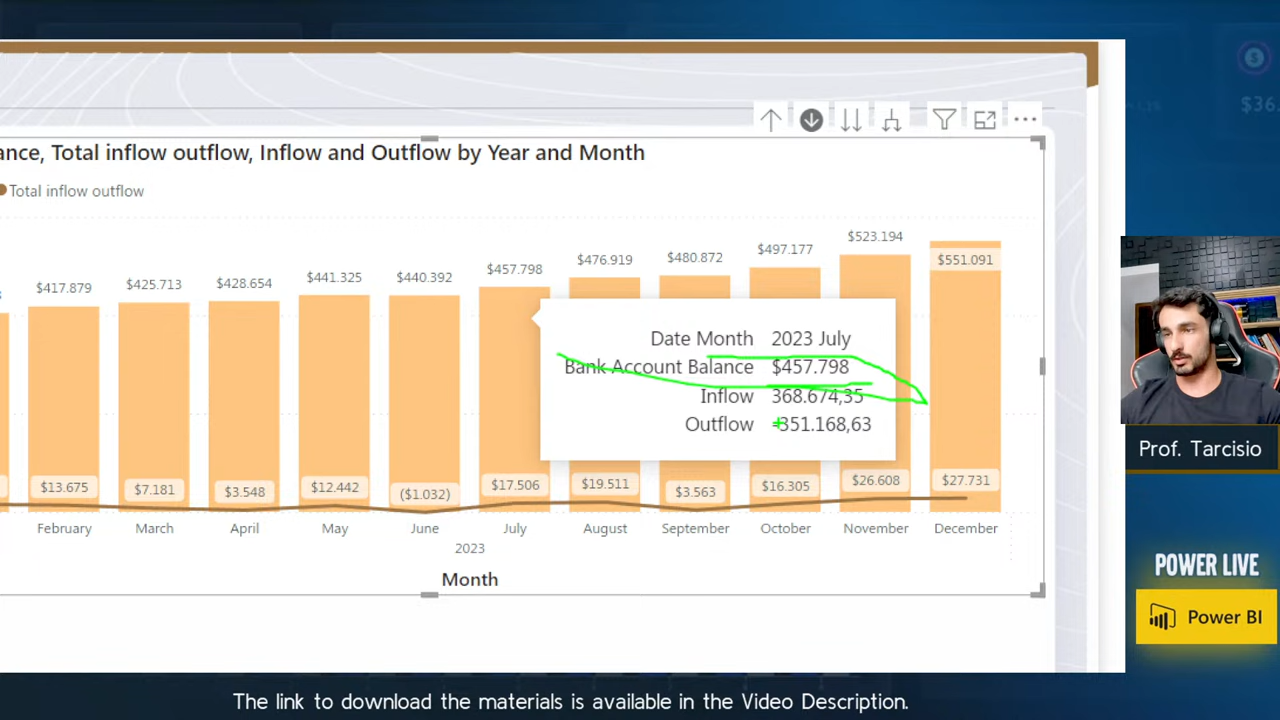 $36.
ance, Total inflow outflow, Inflow and Outflow by Year and Month
Total inflow outflow
$417.879 $425.713 $428.654 $441.325 $440.392 $457.798 $476.919 $480.872 $497.177 $523.194 $551.091
Date Month 2023 July
Bank Account Balance $457.798
Inflow 368.674,35
Outflow -351.168,63
$13.675 $7.181 $3.548 $12.442 ($1.032) $17.506 $19.511 $3.563 $16.305 $26.608 $27.731
February March April May June July August September October November December
2023
Month
Prof. Tarcisio
POWER LIVE
Power BI
The link to download the materials is available in the Video Description.